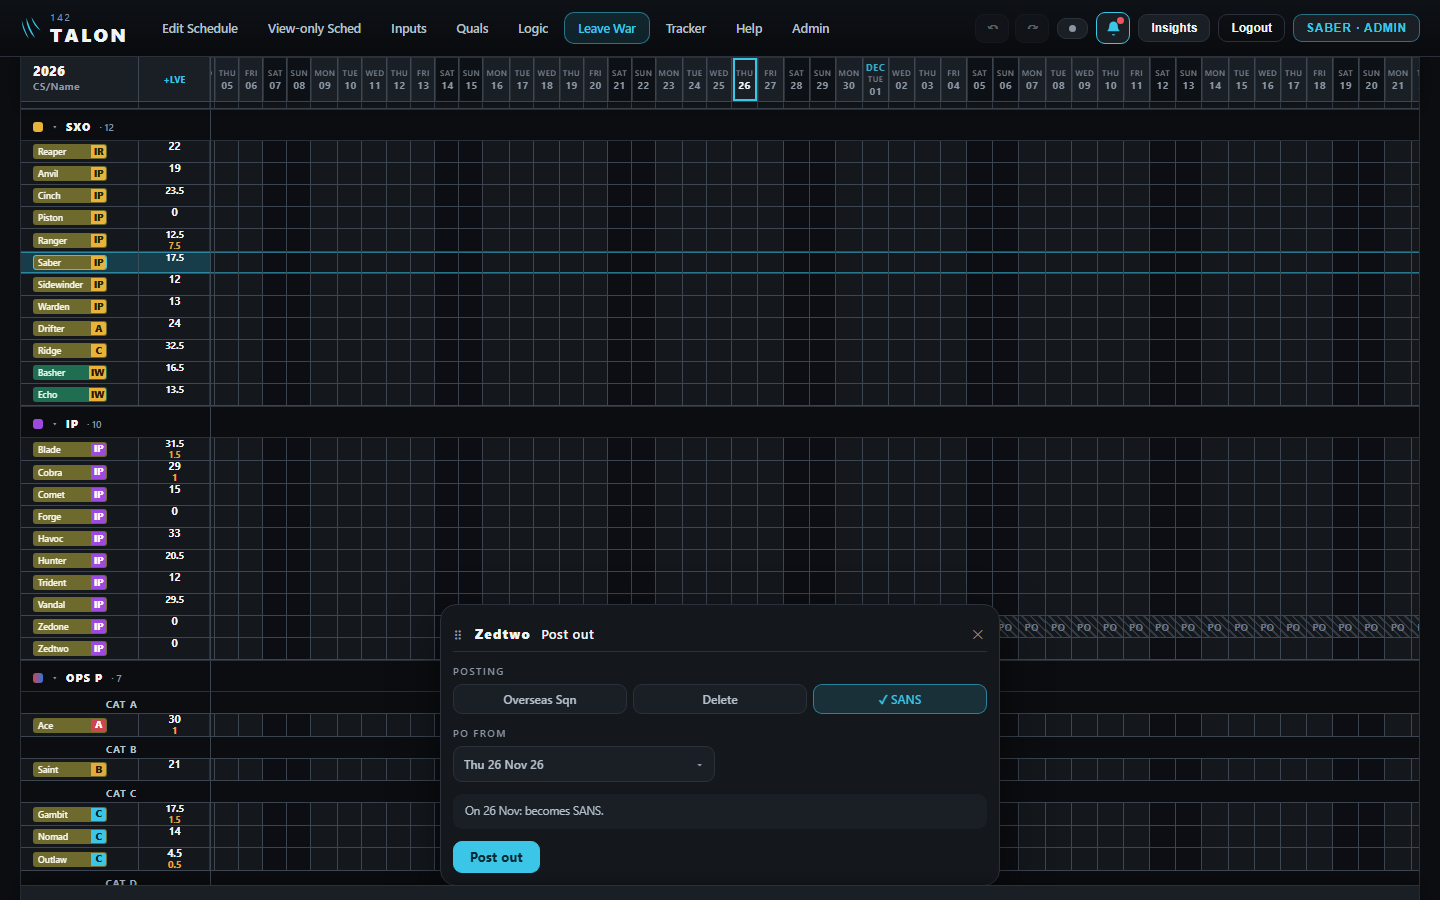 142
TALON
Edit Schedule
View-only Sched
Inputs
Quals
Logic
Leave War
Tracker
Help
Admin
Insights
Logout
SABER · ADMIN
2026
CS/Name
+LVE
THU 05
FRI 06
SAT 07
SUN 08
MON 09
TUE 10
WED 11
THU 12
FRI 13
SAT 14
SUN 15
MON 16
TUE 17
WED 18
THU 19
FRI 20
SAT 21
SUN 22
MON 23
TUE 24
WED 25
THU 26
FRI 27
SAT 28
SUN 29
MON 30
DEC TUE 01
WED 02
THU 03
FRI 04
SAT 05
SUN 06
MON 07
TUE 08
WED 09
THU 10
FRI 11
SAT 12
SUN 13
MON 14
TUE 15
WED 16
THU 17
FRI 18
SAT 19
SUN 20
MON 21
SXO · 12
Reaper IR 22
Anvil IP 19
Cinch IP 23.5
Piston IP 0
Ranger IP 12.5
7.5
Saber IP 17.5
Sidewinder IP 12
Warden IP 13
Drifter A 24
Ridge C 32.5
Basher IW 16.5
Echo IW 13.5
IP · 10
Blade IP 31.5
1.5
Cobra IP 29
1
Comet IP 15
Forge IP 0
Havoc IP 33
Hunter IP 20.5
Trident IP 12
Vandal IP 29.5
Zedone IP 0 PO PO PO PO PO PO PO PO PO PO PO PO PO PO PO PO
Zedtwo IP 0
OPS P · 7
CAT A
Ace A 30
1
CAT B
Saint B 21
CAT C
Gambit C 17.5
1.5
Nomad C 14
Outlaw C 4.5
0.5
CAT D
Zedtwo Post out
POSTING
Overseas Sqn
Delete
✓ SANS
PO FROM
Thu 26 Nov 26
On 26 Nov: becomes SANS.
Post out